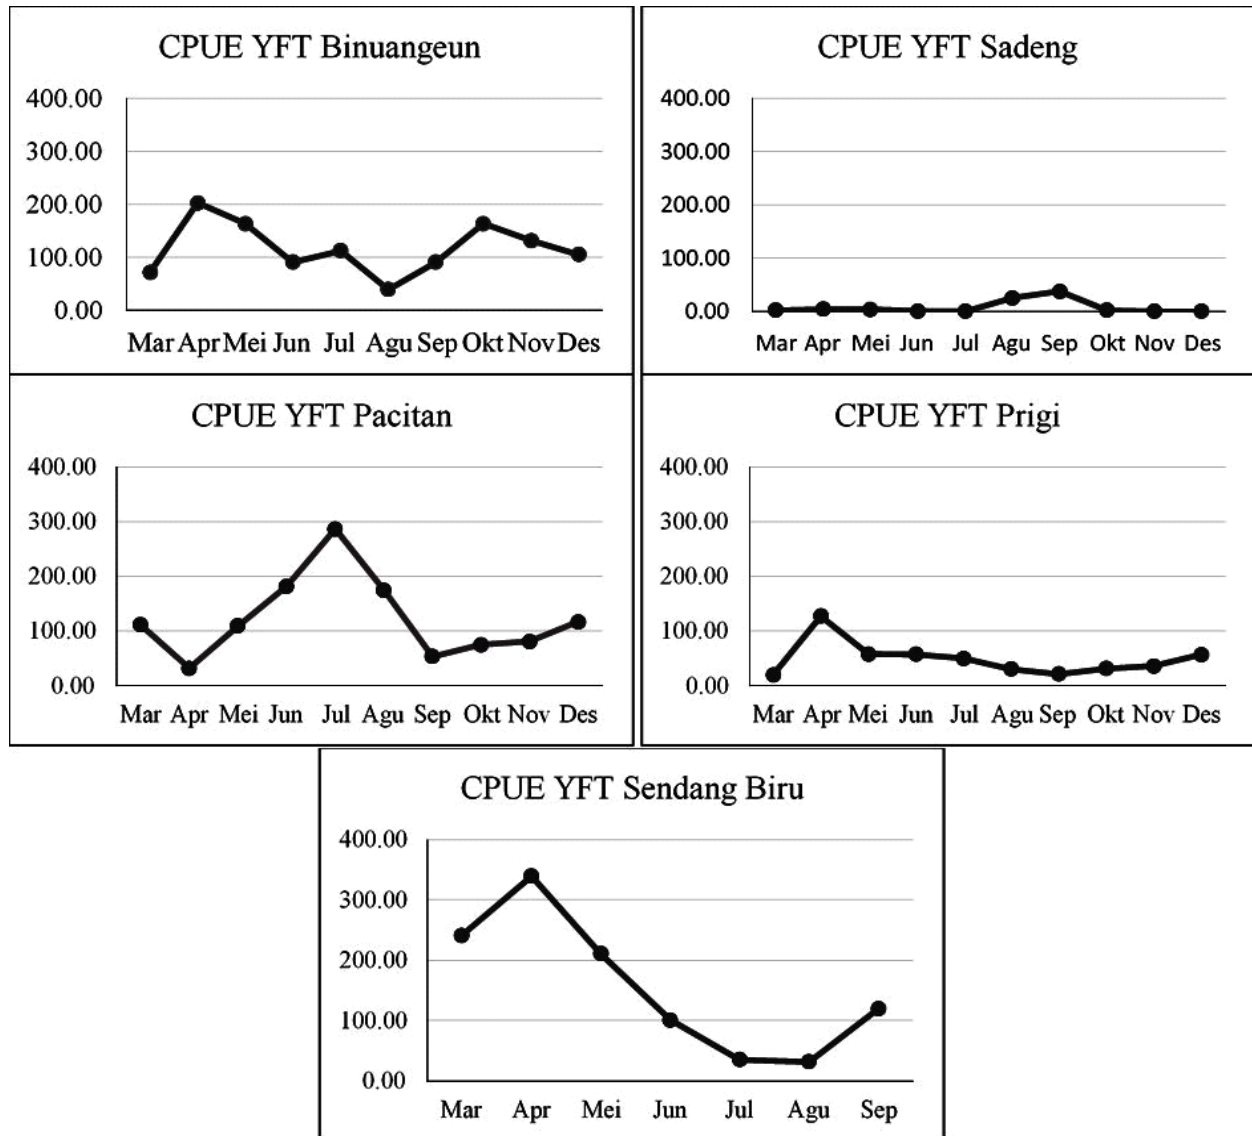 CPUE YFT Binuangeun
400.00
300.00
200.00
100.00
0.00
Mar Apr Mei Jun Jul Agu Sep Okt Nov Des
CPUE YFT Sadeng
400.00
300.00
200.00
100.00
0.00
Mar Apr Mei Jun Jul Agu Sep Okt Nov Des
CPUE YFT Pacitan
400.00
300.00
200.00
100.00
0.00
Mar Apr Mei Jun Jul Agu Sep Okt Nov Des
CPUE YFT Prigi
400.00
300.00
200.00
100.00
0.00
Mar Apr Mei Jun Jul Agu Sep Okt Nov Des
CPUE YFT Sendang Biru
400.00
300.00
200.00
100.00
0.00
Mar Apr Mei Jun Jul Agu Sep